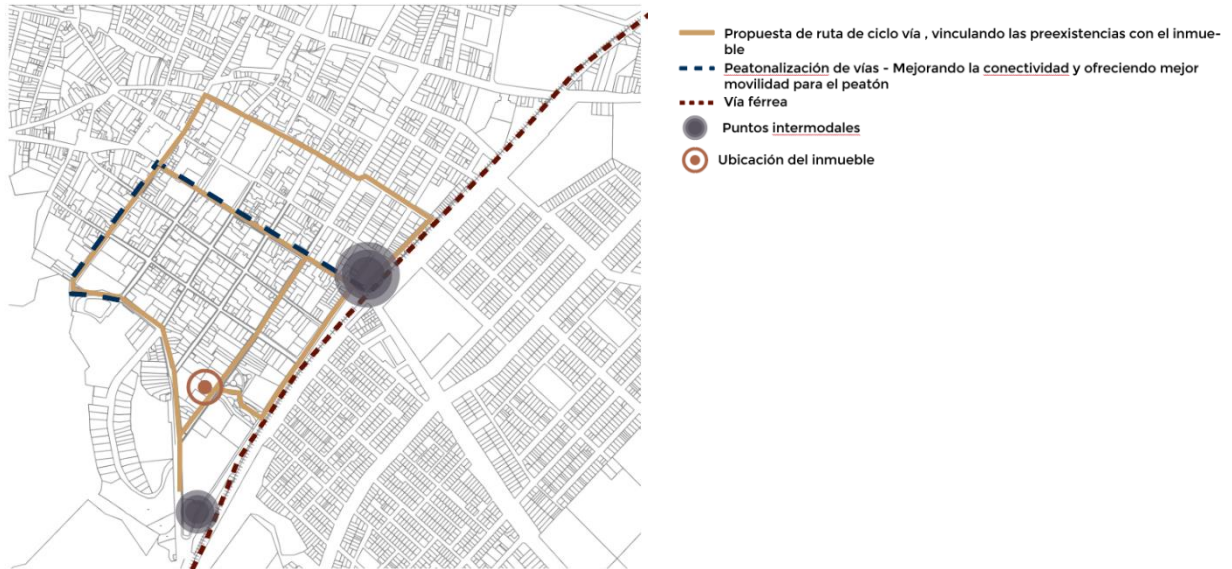 Propuesta de ruta de ciclo vía , vinculando las preexistencias con el inmue-
ble
Peatonalización de vías - Mejorando la conectividad y ofreciendo mejor
movilidad para el peatón
Vía férrea
Puntos intermodales
Ubicación del inmueble